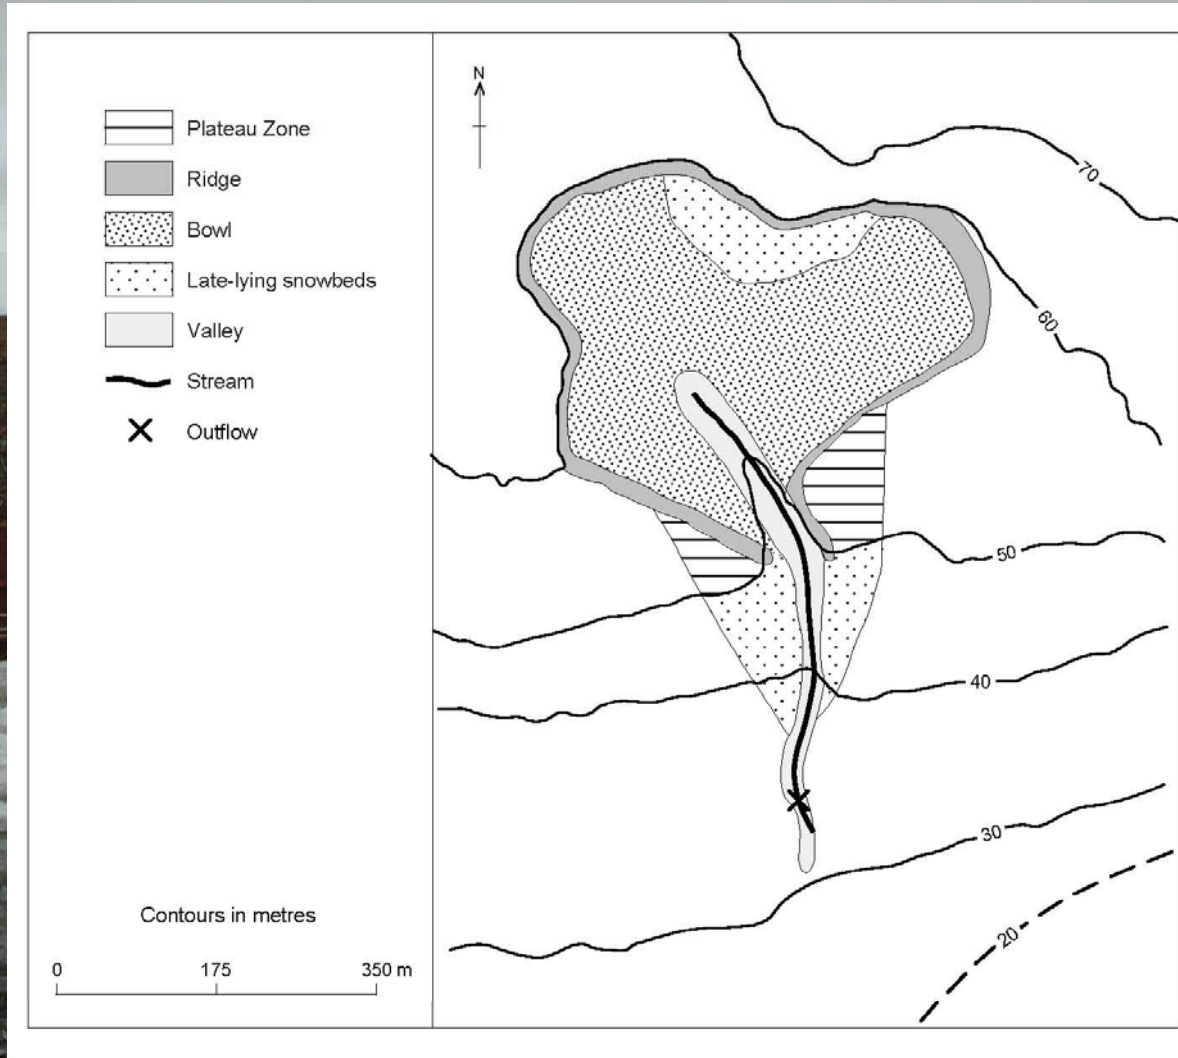 Plateau Zone
Ridge
Bowl
Late-lying snowbeds
Valley
Stream
Outflow
Contours in metres
0 175 350 m
N
70
60
50
40
30
20